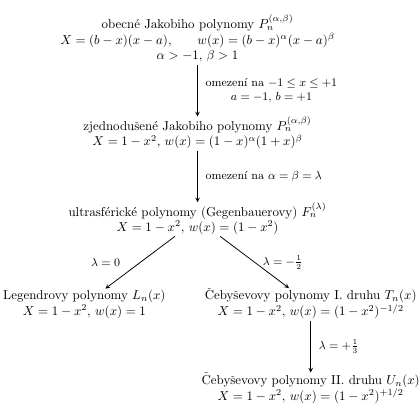 obecné Jakobiho polynomy $P_n^{(\alpha,\beta)}$
$X = (b-x)(x-a), \quad w(x) = (b-x)^\alpha(x-a)^\beta$
$\alpha > -1, \beta > 1$
omezení na $-1 \leq x \leq +1$
$a = -1, b = +1$
zjednodušené Jakobiho polynomy $P_n^{(\alpha,\beta)}$
$X = 1 - x^2, w(x) = (1-x)^\alpha(1+x)^\beta$
omezení na $\alpha = \beta = \lambda$
ultrasférické polynomy (Gegenbauerovy) $F_n^{(\lambda)}$
$X = 1 - x^2, w(x) = (1 - x^2)$
$\lambda = 0$
$\lambda = -\frac{1}{2}$
Legendrovy polynomy $L_n(x)$
$X = 1 - x^2, w(x) = 1$
Čebyševovy polynomy I. druhu $T_n(x)$
$X = 1 - x^2, w(x) = (1 - x^2)^{-1/2}$
$\lambda = +\frac{1}{3}$
Čebyševovy polynomy II. druhu $U_n(x)$
$X = 1 - x^2, w(x) = (1 - x^2)^{+1/2}$